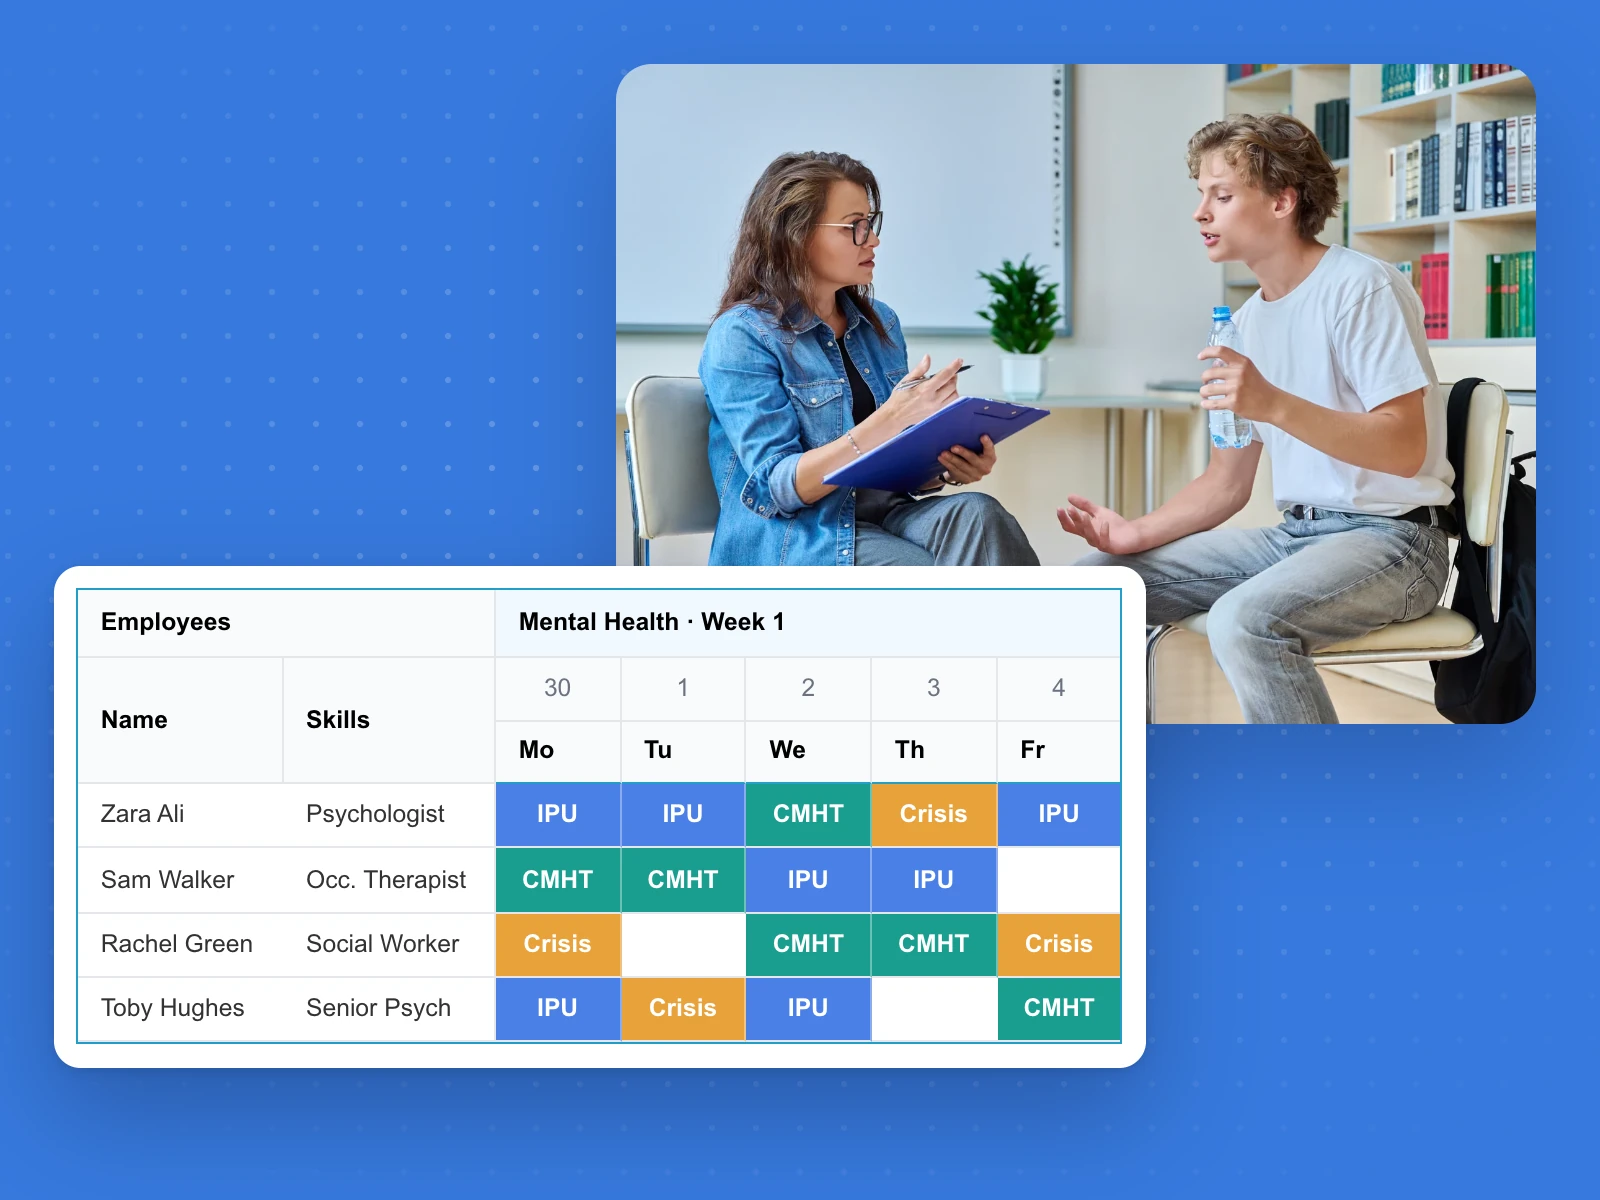 Employees Mental Health · Week 1
Name Skills 30 1 2 3 4
Mo Tu We Th Fr
Zara Ali Psychologist IPU IPU CMHT Crisis IPU
Sam Walker Occ. Therapist CMHT CMHT IPU IPU
Rachel Green Social Worker Crisis CMHT CMHT Crisis
Toby Hughes Senior Psych IPU Crisis IPU CMHT